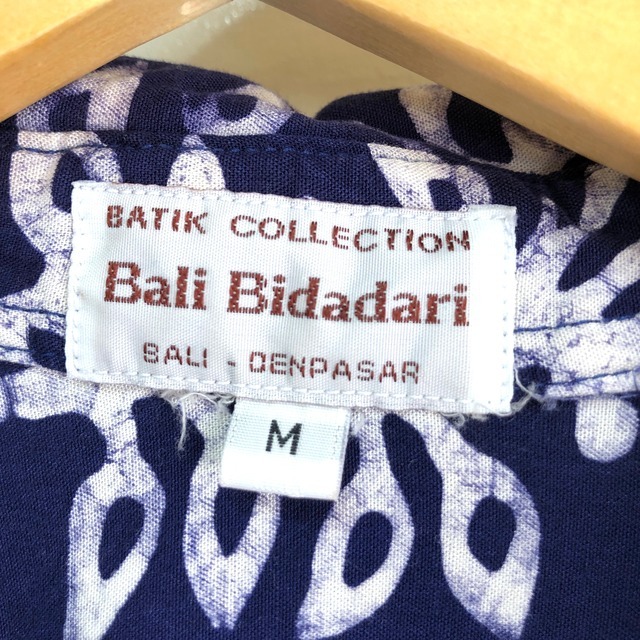 BATIK COLLECTION
Bali Bidadari
BALI - DENPASAR
M